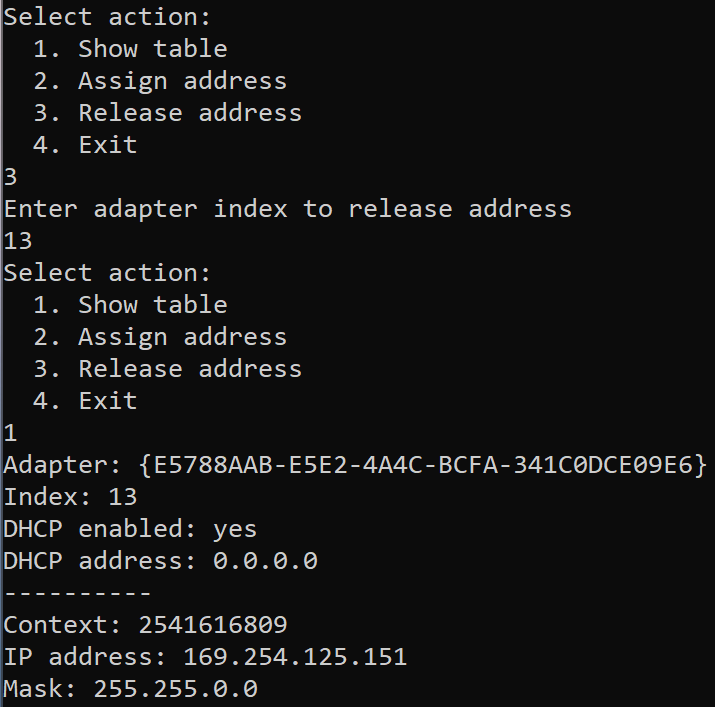 Select action:
  1. Show table
  2. Assign address
  3. Release address
  4. Exit
3
Enter adapter index to release address
13
Select action:
  1. Show table
  2. Assign address
  3. Release address
  4. Exit
1
Adapter: {E5788AAB-E5E2-4A4C-BCFA-341C0DCE09E6}
Index: 13
DHCP enabled: yes
DHCP address: 0.0.0.0
----------
Context: 2541616809
IP address: 169.254.125.151
Mask: 255.255.0.0